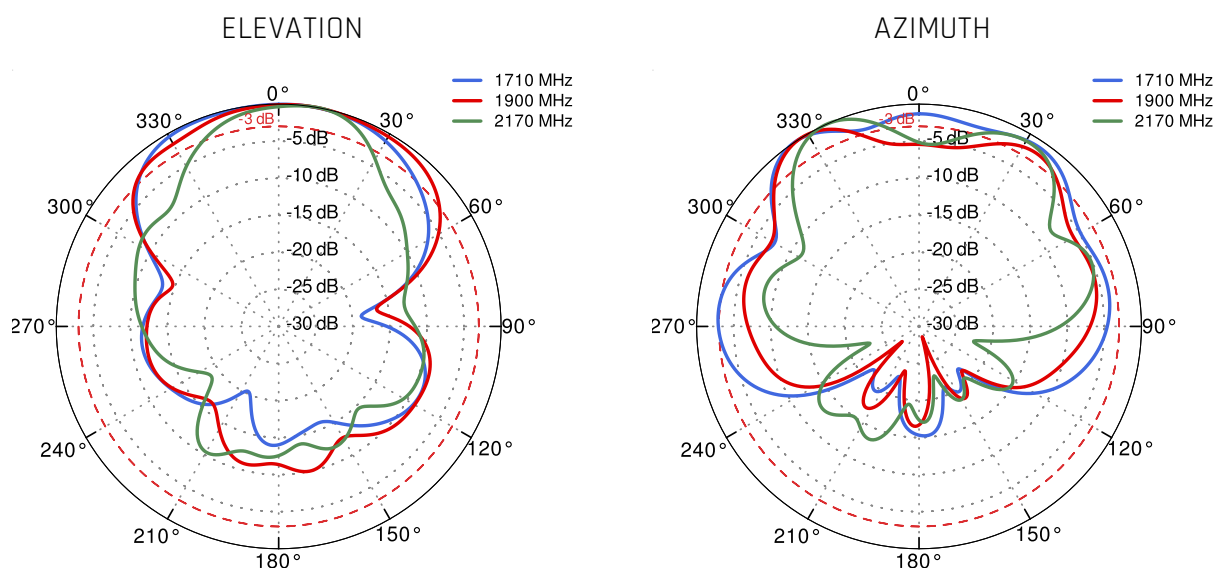 ELEVATION
1710 MHz
1900 MHz
2170 MHz
0°
330°
-3 dB
30°
-5 dB
-10 dB
300°
60°
-15 dB
-20 dB
-25 dB
270°
-30 dB
90°
240°
120°
210°
150°
180°
AZIMUTH
1710 MHz
1900 MHz
2170 MHz
0°
330°
-3 dB
30°
-5 dB
-10 dB
300°
60°
-15 dB
-20 dB
-25 dB
270°
-30 dB
90°
240°
120°
210°
150°
180°